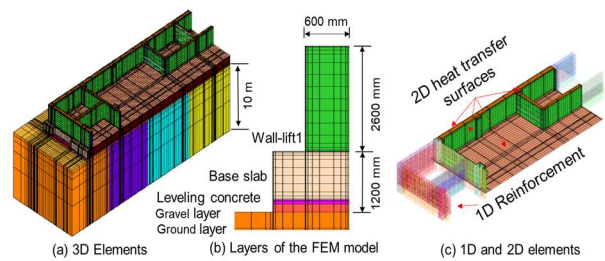 600 mm
10 m
2600 mm
Wall-lift1
Base slab
1200 mm
Leveling concrete
Gravel layer
Ground layer
2D heat transfer
surfaces
1D Reinforcement
(a) 3D Elements
(b) Layers of the FEM model
(c) 1D and 2D elements